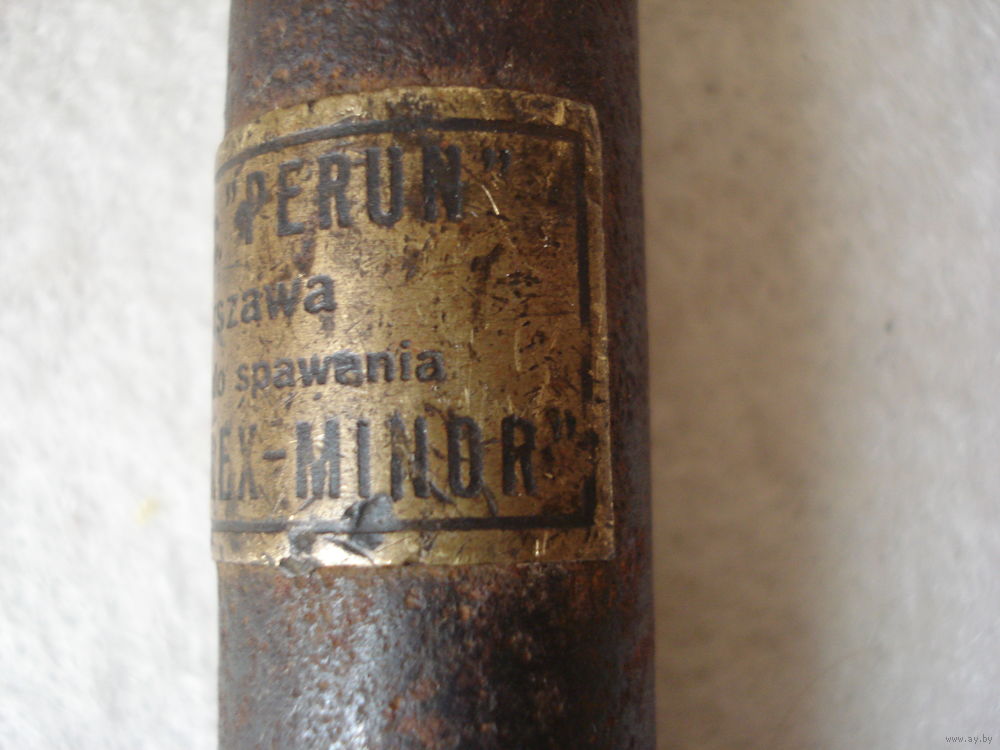 "PERUN"
szawa
do spawania
REX-MINOR"
www.ay.by